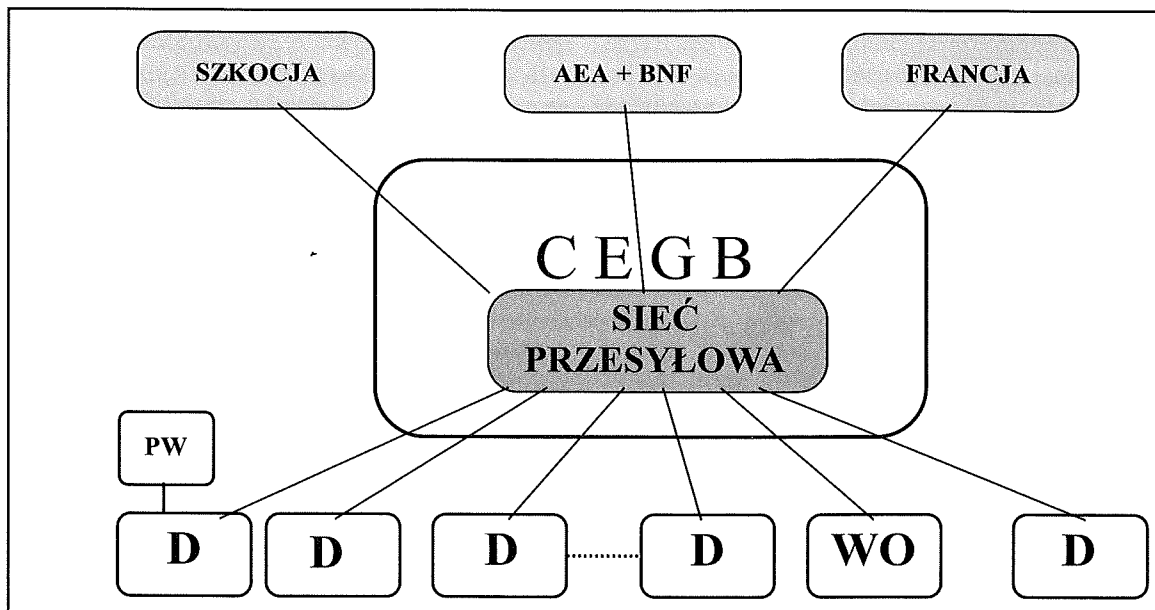 SZKOCJA
AEA + BNF
FRANCJA
C E G B
SIEĆ
PRZESYŁOWA
PW
D
D
D
D
WO
D